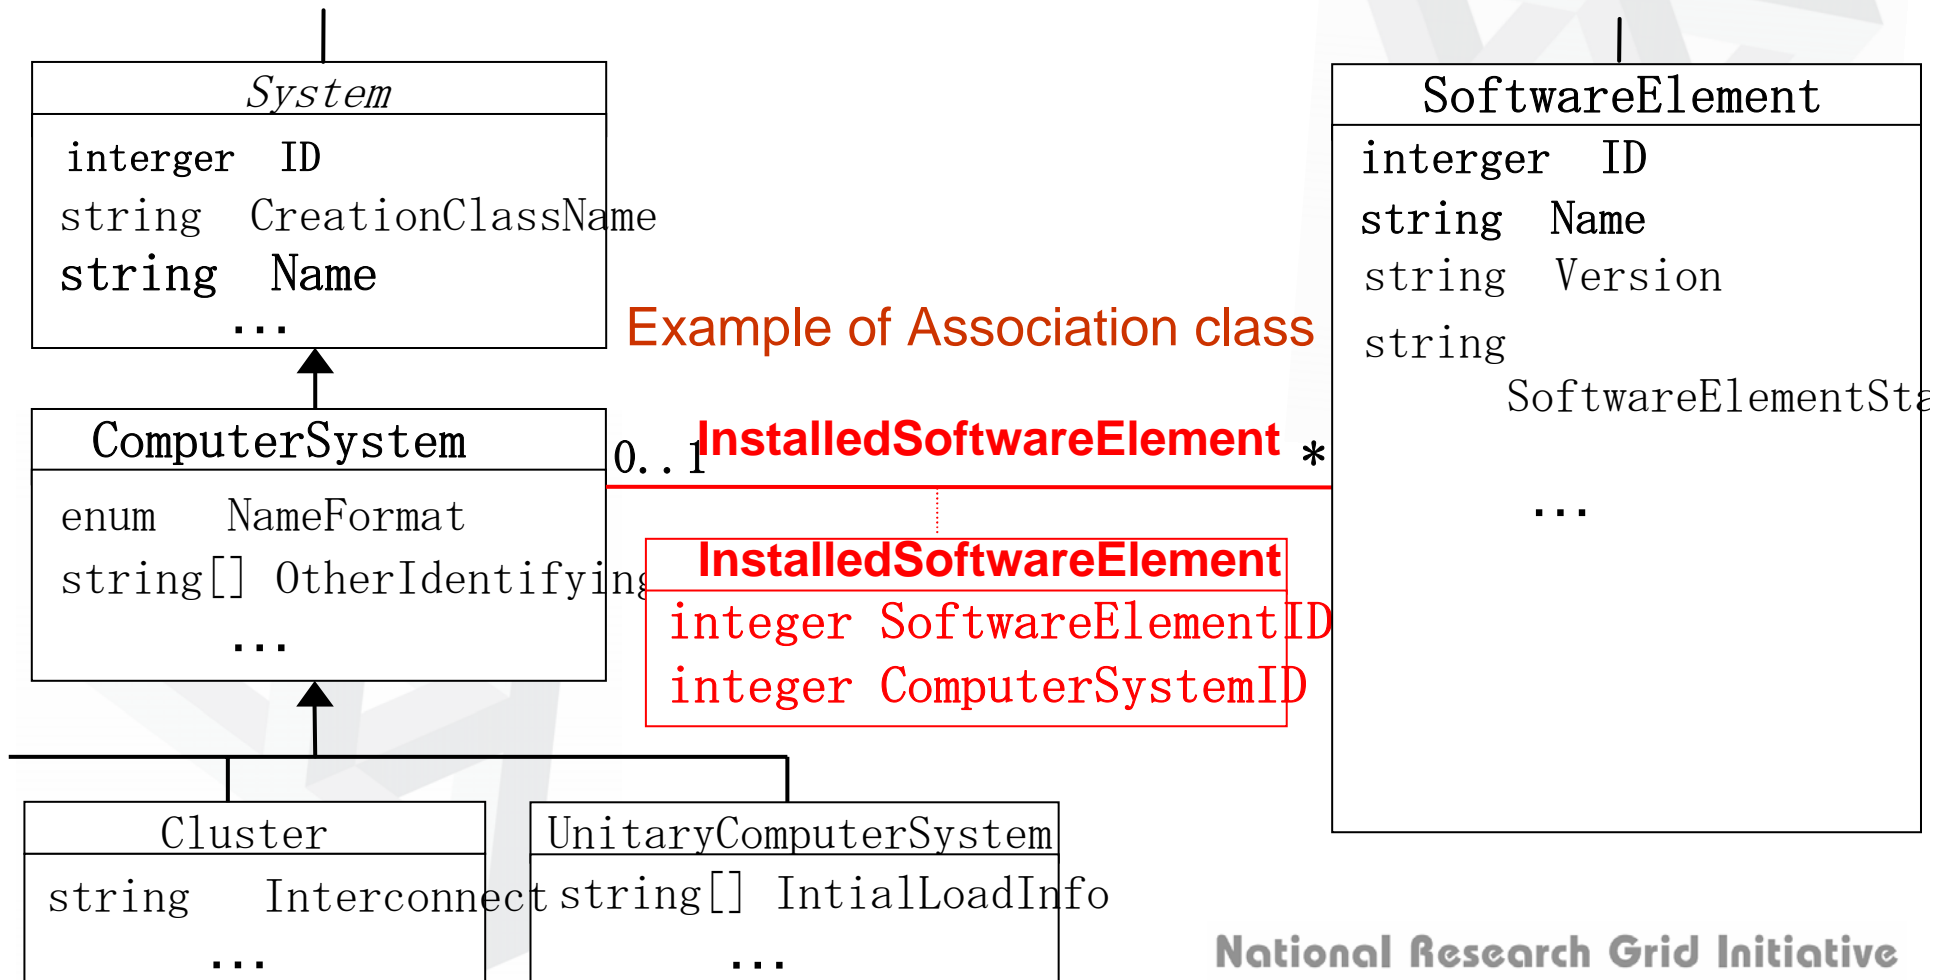 System
interger ID
string CreationClassName
string Name
...
ComputerSystem
enum NameFormat
string[] OtherIdentifying
...
Cluster
string Interconnect
...
UnitaryComputerSystem
string[] IntialLoadInfo
...
Example of Association class
0..1
InstalledSoftwareElement
*
InstalledSoftwareElement
integer SoftwareElementID
integer ComputerSystemID
SoftwareElement
interger ID
string Name
string Version
string
SoftwareElementSta
...
National Research Grid Initiative